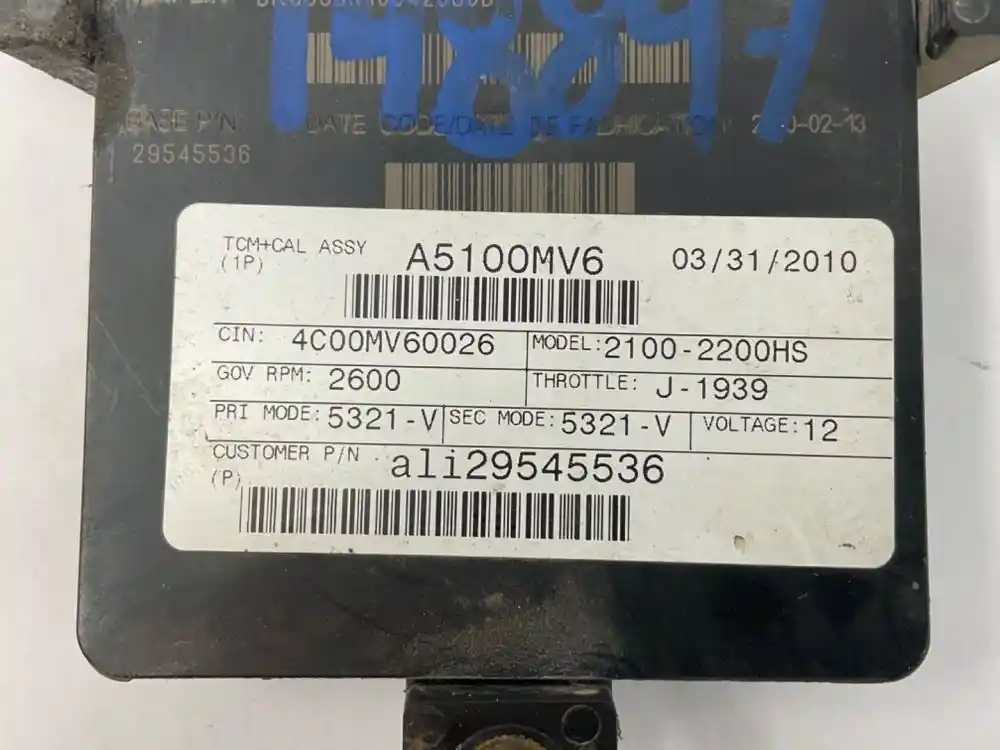 148847
BASE P/N DATE CODE/DATE DE FABRICATION
29545536
TCM+CAL ASSY A5100MV6 03/31/2010
(1P)
CIN: 4C00MV60026 MODEL: 2100-2200HS
GOV RPM: 2600 THROTTLE: J-1939
PRI MODE: 5321-V SEC MODE: 5321-V VOLTAGE: 12
CUSTOMER P/N ali29545536
(P)